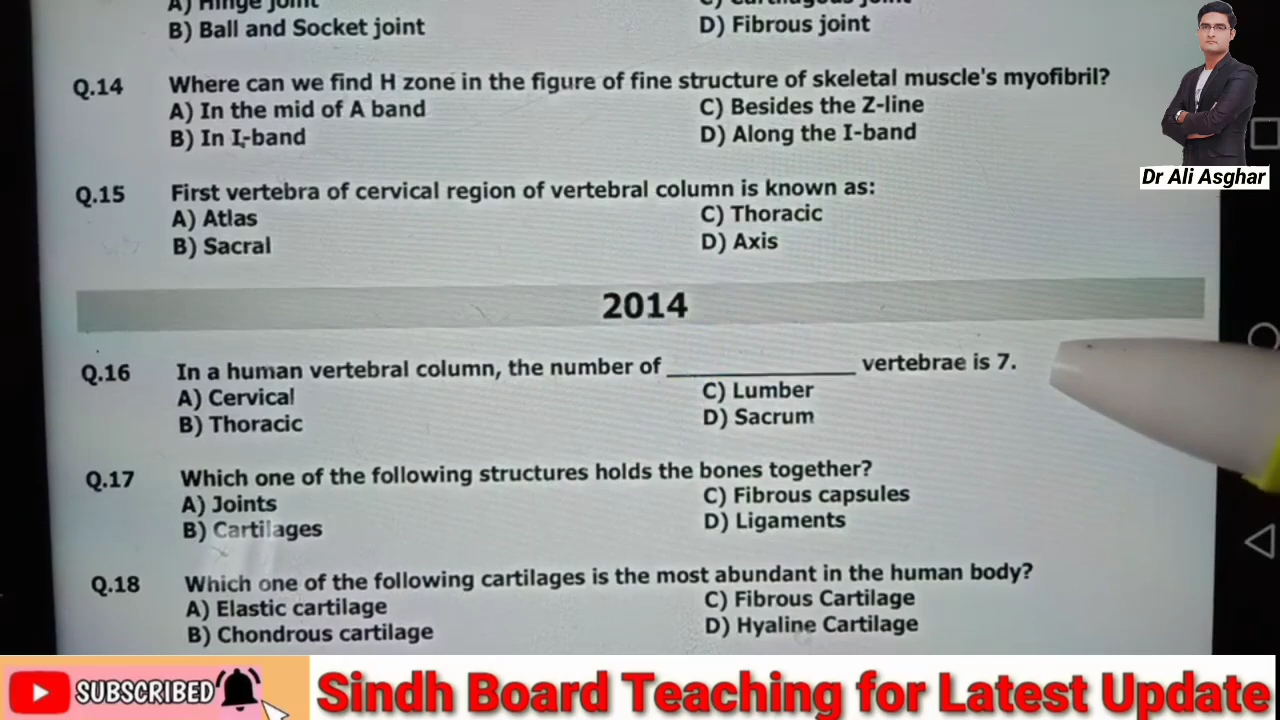 A) Hinge joint
C) Cartilagous joint
B) Ball and Socket joint
D) Fibrous joint
Q.14 Where can we find H zone in the figure of fine structure of skeletal muscle's myofibril?
A) In the mid of A band
C) Besides the Z-line
B) In I-band
D) Along the I-band
Q.15 First vertebra of cervical region of vertebral column is known as:
A) Atlas
C) Thoracic
B) Sacral
D) Axis
2014
Q.16 In a human vertebral column, the number of ______________ vertebrae is 7.
A) Cervical
C) Lumber
B) Thoracic
D) Sacrum
Q.17 Which one of the following structures holds the bones together?
A) Joints
C) Fibrous capsules
B) Cartilages
D) Ligaments
Q.18 Which one of the following cartilages is the most abundant in the human body?
A) Elastic cartilage
C) Fibrous Cartilage
B) Chondrous cartilage
D) Hyaline Cartilage
Dr Ali Asghar
SUBSCRIBED
Sindh Board Teaching for Latest Update